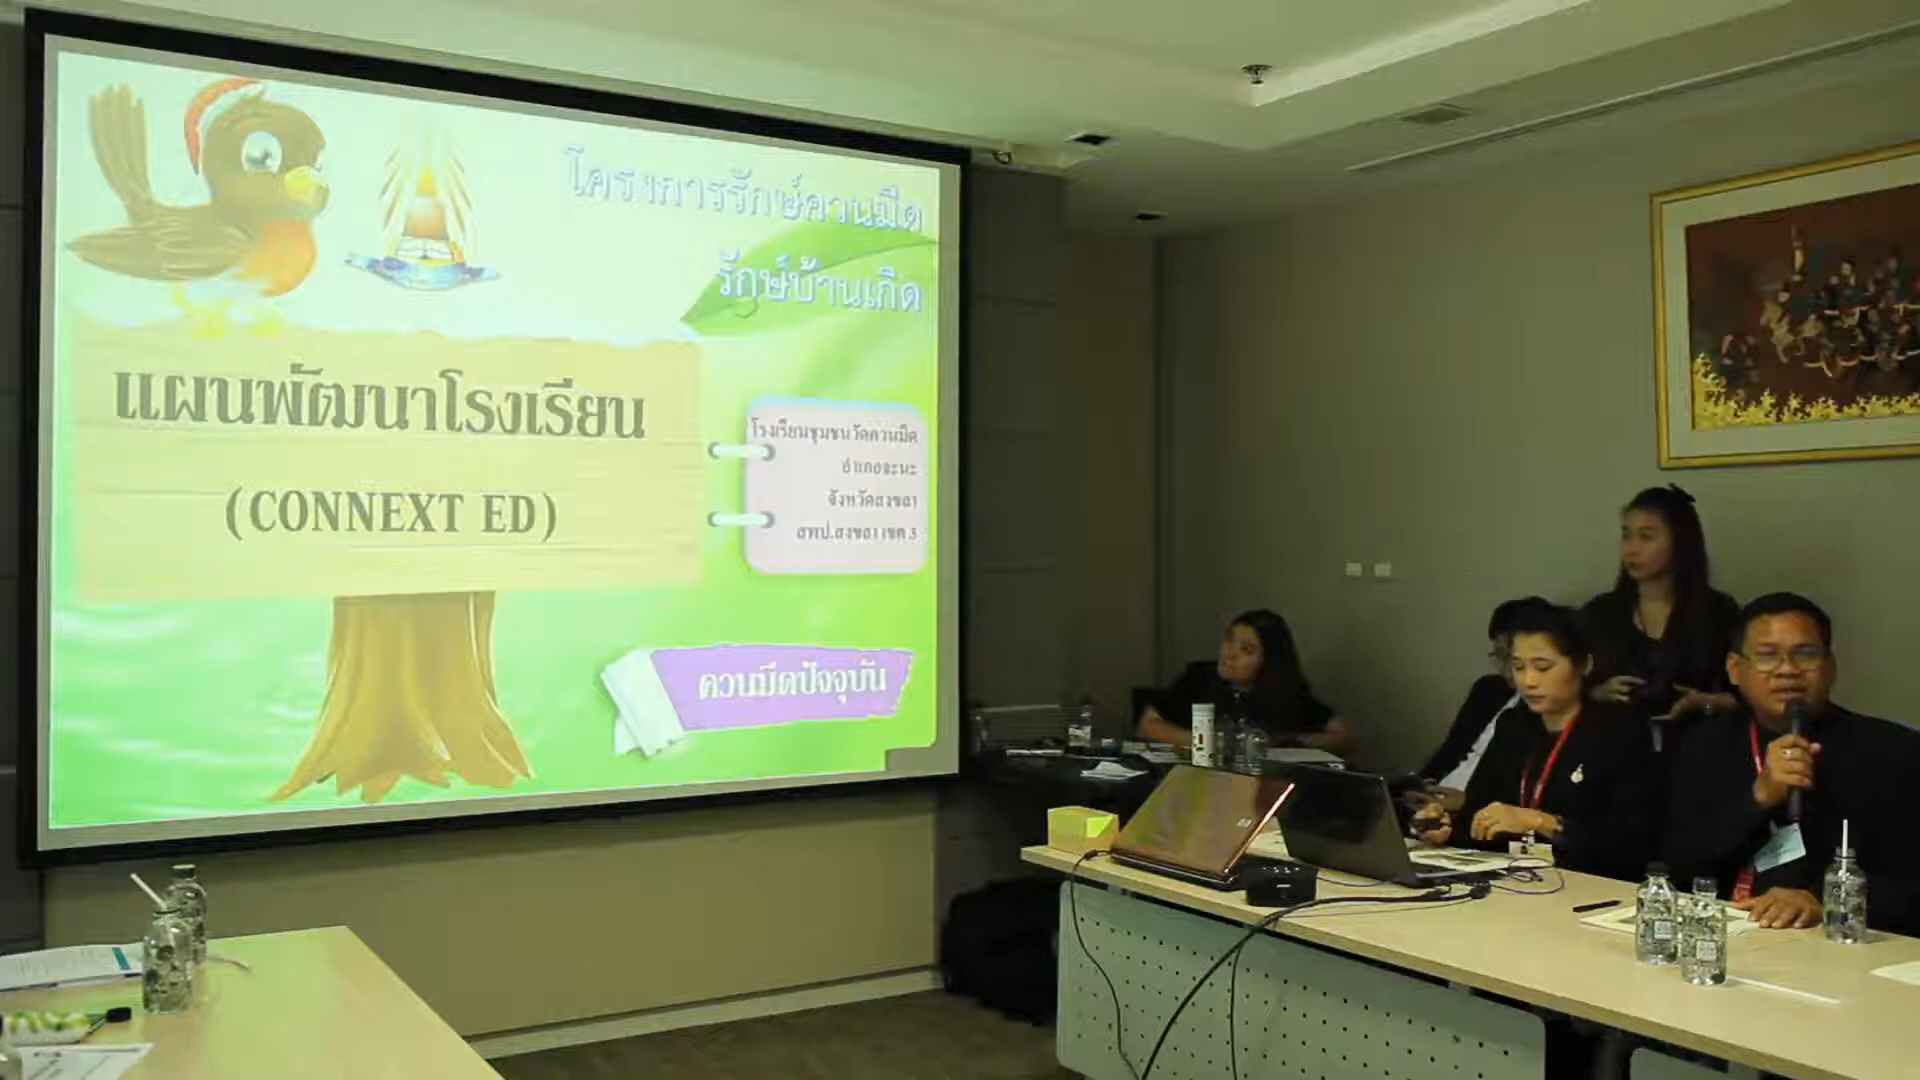 โครงการรักษ์ควนมีด
รักษ์บ้านเกิด
แผนพัฒนาโรงเรียน
(CONNEXT ED)
โรงเรียนชุมชนวัดควนมีด
อำเภอจะนะ
จังหวัดสงขลา
สพป.สงขลา เขต 3
ควนมีดปัจจุบัน
hp